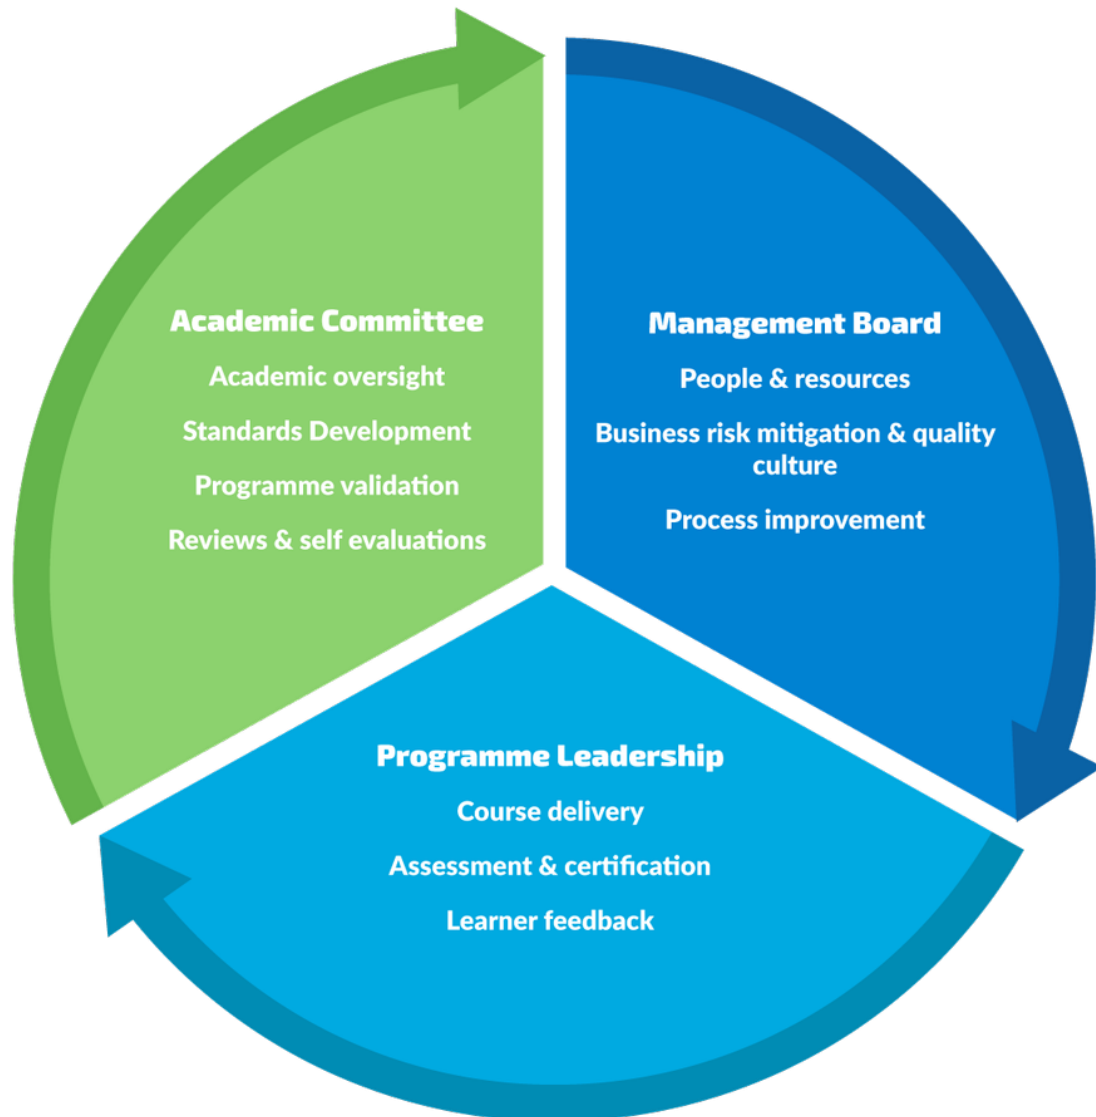 Academic Committee
Academic oversight
Standards Development
Programme validation
Reviews & self evaluations
Management Board
People & resources
Business risk mitigation & quality
culture
Process improvement
Programme Leadership
Course delivery
Assessment & certification
Learner feedback